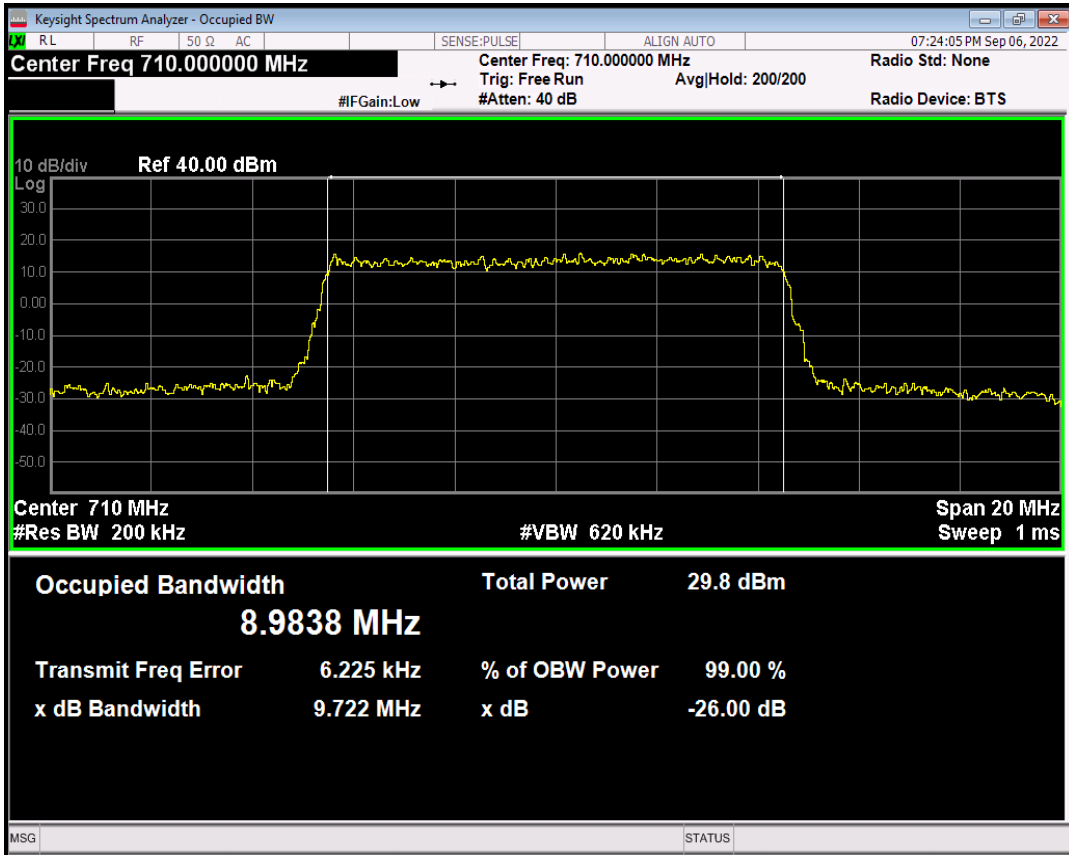 Keysight Spectrum Analyzer - Occupied BW
LXI RL RF 50 Ω AC SENSE:PULSE ALIGN AUTO 07:24:05 PM Sep 06, 2022
Center Freq 710.000000 MHz Center Freq: 710.000000 MHz Radio Std: None
Trig: Free Run Avg|Hold: 200/200
#IFGain:Low #Atten: 40 dB Radio Device: BTS
10 dB/div Ref 40.00 dBm
Log
30.0
20.0
10.0
0.00
-10.0
-20.0
-30.0
-40.0
-50.0
Center 710 MHz Span 20 MHz
#Res BW 200 kHz #VBW 620 kHz Sweep 1 ms
Occupied Bandwidth Total Power 29.8 dBm
8.9838 MHz
Transmit Freq Error 6.225 kHz % of OBW Power 99.00 %
x dB Bandwidth 9.722 MHz x dB -26.00 dB
MSG STATUS